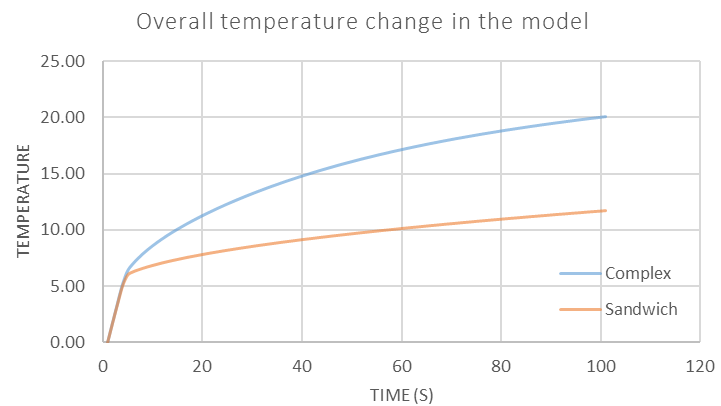 Overall temperature change in the model
25.00
20.00
15.00
10.00
5.00
0.00
TEMPERATURE
0 20 40 60 80 100 120
TIME (S)
Complex
Sandwich